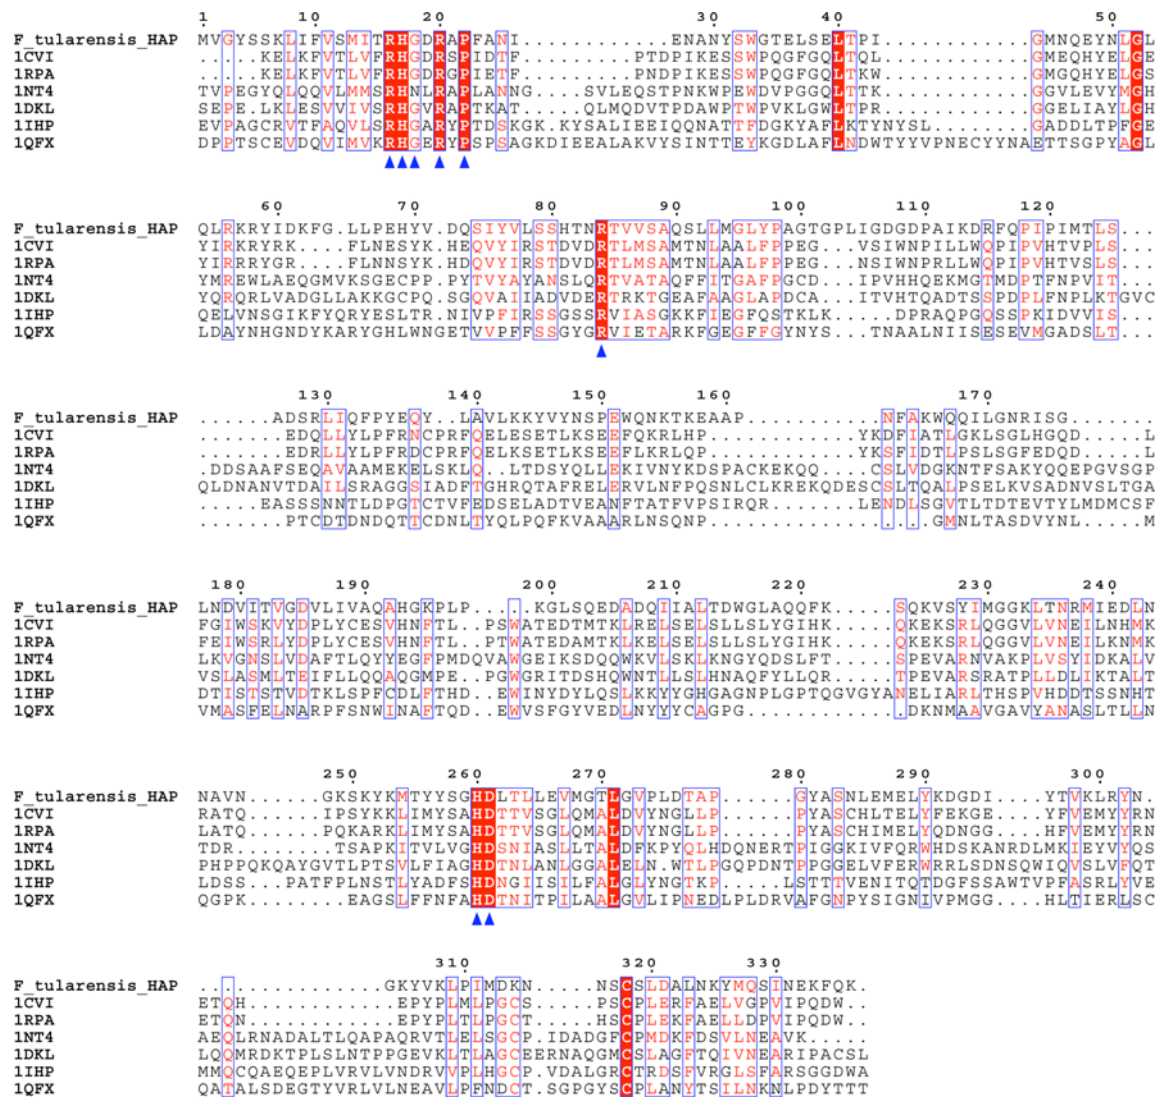 1 10 20 30 40 50
F_tularensis_HAP MVGYSSKLIFVSMITRHGDRAPFANI............ENANYSWGTELSELTPI.............GMNQEYNLGL
1CVI ...KELKFVTLVFRHGDRSPIDTF.........PTDPIKESSWPQGFGQLTQL.............GMEQHYELGE
1RPA ...KELKFVTLVFRHGDRGPIETF.........PNDPIKESSWPQGFGQLTKW.............GMGQHYELGS
1NT4 TVPEGYQLQQVLMMSRHNLRAPLANNG....SVLEQSTPNKWPEWDVPGGQLTTK.............GGVLEVYMGH
1DKL SEPE.LKLESVVIVSRHGVRAPTKAT...QLMQDVTPDAWPTWPVKLGWLTPR.............GGELIAYLGH
1IHP EVPAGCRVTFAQVLSRHGARYPTDSKGK.KYSALIEEIQQNATTFDGKYAFLKTYNYSL.......GADDLTPFGE
1QFX DPPTSCEVDQVIMVKRHGERYPSPSAGKDIEEALAKVYSINTTEYKGDLAFLNDWTYYVPNECYYNAETTSGPYAGL
60 70 80 90 100 110 120
F_tularensis_HAP QLRKRYIDKFG.LLPEHYV.DQSIYVLSSHTNRTVVSAQSLLMGLYPAGTGPLIGDGDPAIKDRFQPIPIMTLS...
1CVI YIRKRYRK....FLNESYK.HEQVYIRSTDVDRTLMSAMTNLAALFPPEG...VSIWNPILLWQPIPVHTVPLS...
1RPA YIRRRYGR....FLNNSYK.HDQVYIRSTDVDRTLMSAMTNLAALFPPEG...NSIWNPRLLWQPIPVHTVSLS...
1NT4 YMREWLAEQGMVKSGECPP.PYTVYAYANSLQRTVATAQFFITGAFPGCD...IPVHHQEKMGTMDPTFNPVIT...
1DKL YQRQRLVADGLLAKKGCPQ.SGQVAIIADVDERTRKTGEAFAAGLAPDCA...ITVHTQADTSSPDPLFNPLKTGVC
1IHP QELVNSGIKFYQRYESLTR.NIVPFIRSSGSSRVIASGKKFIEGFQSTKLK....DPRAQPGQSSPKIDVVIS...
1QFX LDAYNHGNDYKARYGHLWNGETVVPFFSSGYGRVIETARKFGEGFFGYNYS...TNAALNIISESEVMGADSLT...
130 140 150 160 170
F_tularensis_HAP ......ADSRLIQFPYEQY..LAVLKKYVYNSPEWQNKTKEAAP...........NFAKWQQILGNRISG.......
1CVI .......EDQLLYLPFRNCPRFQELESETLKSEEFQKRLHP............YKDFIATLGKLSGLHGQD......L
1RPA .......EDRLLYLPFRDCPRFQELKSETLKSEEFLKRLQP............YKSFIDTLPSLSGFEDQD......L
1NT4 .DDSAAFSEQAVAAMEKELSKLQ..LTDSYQLLEKIVNYKDSPACKEKQQ...CSLVDGKNTFSAKYQQEPGVSGP
1DKL QLDNANVTDAILSRAGGSIADFTGHRQTAFRELERVLNFPQSNLCLKREKQDESCSLTQALPSELKVSADNVSLTGA
1IHP ......EASSSNNTLDPGTCTVFEDSELADTVEANFTATFVPSIRQR........LENDLSGVTLTDTEVTYLMDMCSF
1QFX .......PTCDTDNDQTTCDNLTYQLPQFKVAAARLNSQNP..............GMNLTASDVYNL......M
180 190 200 210 220 230 240
F_tularensis_HAP LNDVITVGDVLIVAQAHGKPLP....KGLSQEDADQIIALTDWGLAQQFK.....SQKVSYIMGGKLTNRMIEDLN
1CVI FGIWSKVYDPLYCESVHNFTL..PSWATEDTMTKLRELSELSLLSLYGIHK.....QKEKSRLQGGVLVNEILNHMK
1RPA FEIWSRLYDPLYCESVHNFTL..PTWATEDAMTKLKELSELSLLSLYGIHK.....QKEKSRLQGGVLVNEILKNMK
1NT4 LKVGNSLVDAFTLQYYEGFPMDQVAWGEIKSDQQWKVLSKLKNGYQDSLFT.....SPEVARNVAKPLVSYIDKALV
1DKL VSLASMLTEIFLLQQAQGMPE..PGWGRITDSHQWNTLLSLHNAQFYLLQR.....TPEVARSRATPLLDLIKTALT
1IHP DTISTSTVDTKLSPFCDLFTHD..EWINYDYLQSLKKYYGHGAGNPLGPTQGVGYANELIARLTHSPVHDDTSSNHT
1QFX VMASFELNARPFSNWINAFTQD..EWVSFGYVEDLNYYYCAGPG...........DKNMAAVGAVYANASLTLLN
250 260 270 280 290 300
F_tularensis_HAP NAVN......GKSKYKMTYYSGHDLTLLEVMGTLGVPLDTAP......GYASNLEMELYKDGDI...YTVKLRYN.
1CVI RATQ......IPSYKKLIMYSAHDTTVSGLQMALDVYNGLLP......PYASCHLTELYFEKGE....YFVEMYYRN
1RPA LATQ......PQKARKLIMYSAHDTTVSGLQMALDVYNGLLP......PYASCHIMELYQDNGG....HFVEMYYRN
1NT4 TDR.......TSAPKITVLVGHDSNIASLLTALDFKPYQLHDQNERTPIGGKIVFQRWHDSKANRDLMKIEYVYQS
1DKL PHPPQKQAYGVTLPTSVLFIAGHDTNLANLGGALELN.WTLPGQPDNTPPGGELVFERWRRLSDNSQWIQVSLVFQT
1IHP LDSS...PATFPLNSTLYADFSHDNGIISILFALGLYNGTKP......LSTTTVENITQTDGFSSAWTVPFASRLYVE
1QFX QGPK......EAGSLFFNFAHDTNITPILAALGVLIPNEDLPLDRVAFGNPYSIGNIVPMGG....HLTIERLSC
310 320 330
F_tularensis_HAP ............GKYVKLPIMDKN....NSCSLDALNKYMQSINEKFQK.
1CVI ETQH........EPYPLMLPGCS.....PSCPLERFAELVGPVIPQDW..
1RPA ETQN........EPYPLTLPGCT.....HSCPLEKFAELLDPVIPQDW..
1NT4 AEQLRNADALTLQAPAQRVTLELSGCP.IDADGFCPMDKFDSVLNEAVK....
1DKL LQQMRDKTPLSLNTPPGEVKLTLAGCEERNAQGMCSLAGFTQIVNEARIPACSL
1IHP MMQCQAEQEPLVRVLVNDRVVPLHGCP.VDALGRCTRDSFVRGLSFARSGGDWA
1QFX QATALSDEGTYVRLVLNEAVLPFNDCT.SGPGYSCPLANYTSILNKNLPDYTTT